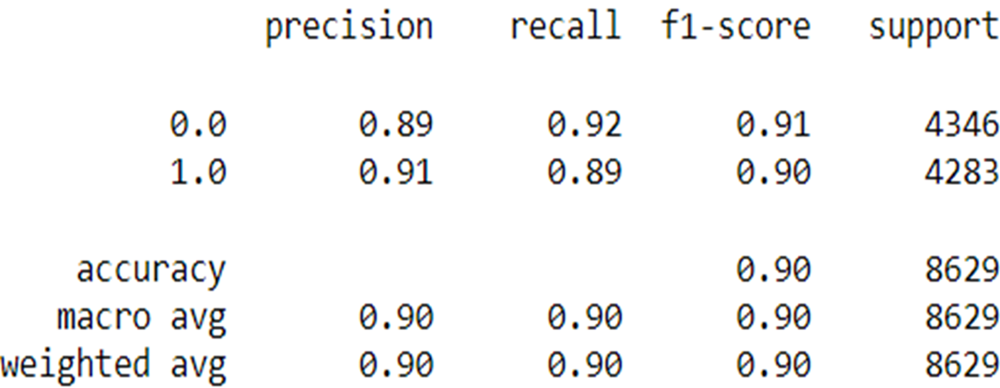 precision recall f1-score support
0.0 0.89 0.92 0.91 4346
1.0 0.91 0.89 0.90 4283
accuracy 0.90 8629
macro avg 0.90 0.90 0.90 8629
weighted avg 0.90 0.90 0.90 8629